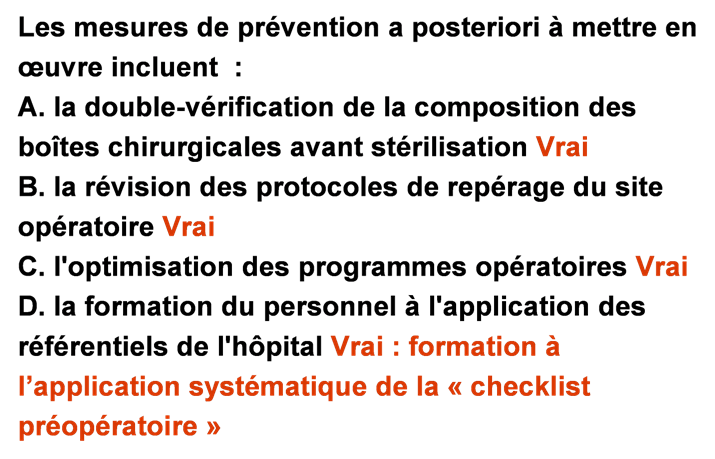 Les mesures de prévention a posteriori à mettre en
œuvre incluent  :
A. la double-vérification de la composition des
boîtes chirurgicales avant stérilisation Vrai
B. la révision des protocoles de repérage du site
opératoire Vrai
C. l'optimisation des programmes opératoires Vrai
D. la formation du personnel à l'application des
référentiels de l'hôpital Vrai : formation à
l’application systématique de la « checklist
préopératoire »